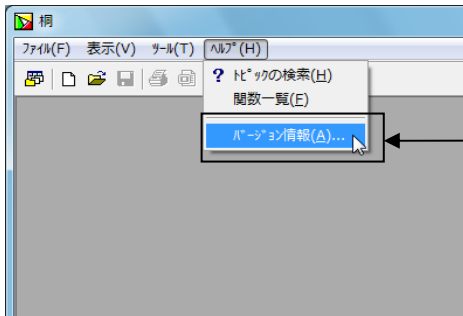 桐
ﾌｧｲﾙ(F) 表示(V) ﾂｰﾙ(T) ﾍﾙﾌﾟ(H)
? ﾄﾋﾟｯｸの検索(H)
関数一覧(F)
ﾊﾞｰｼﾞｮﾝ情報(A)...